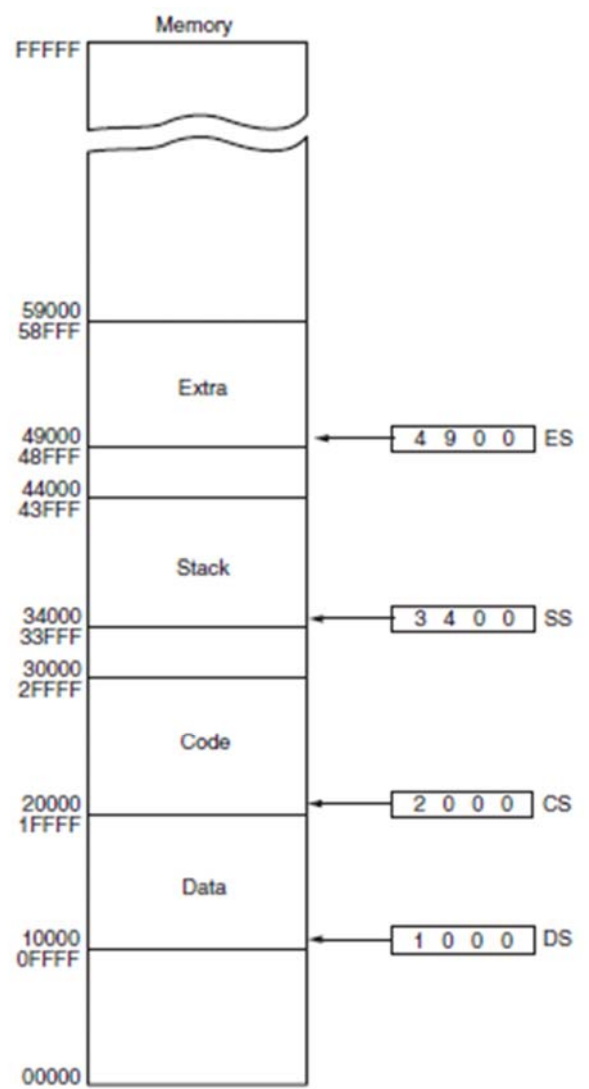 Memory
FFFFF
59000
58FFF
Extra
49000
4 9 0 0 ES
48FFF
44000
43FFF
Stack
34000
3 4 0 0 SS
33FFF
30000
2FFFF
Code
20000
2 0 0 0 CS
1FFFF
Data
10000
1 0 0 0 DS
0FFFF
00000